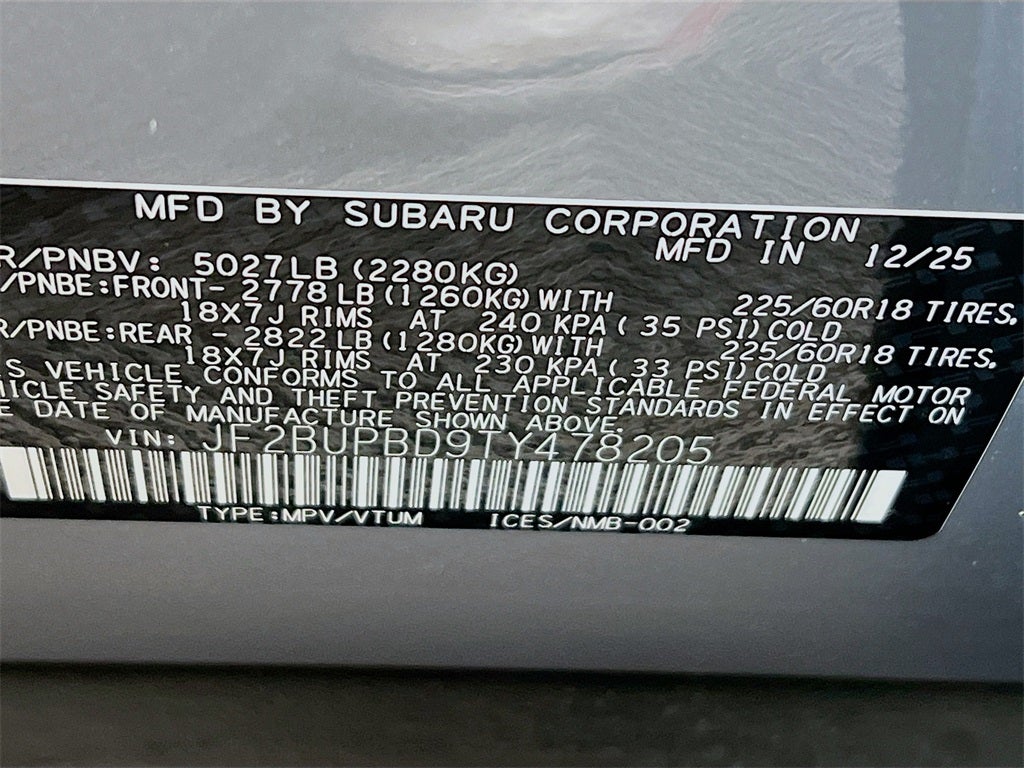 MFD BY SUBARU CORPORATION
MFD IN 12/25
R/PNBV: 5027LB (2280KG)
/PNBE:FRONT- 2778 LB (1260KG) WITH 225/60R18 TIRES.
18X7J RIMS AT 240 KPA ( 35 PSI) COLD
R/PNBE:REAR - 2822 LB (1280KG) WITH 225/60R18 TIRES.
18X7J RIMS AT 230 KPA ( 33 PSI) COLD
S VEHICLE CONFORMS TO ALL APPLICABLE FEDERAL MOTOR
HICLE SAFETY AND THEFT PREVENTION STANDARDS IN EFFECT ON
E DATE OF MANUFACTURE SHOWN ABOVE.
VIN: JF2BUPBD9TY478205
TYPE:MPV/VTUM ICES/NMB-002